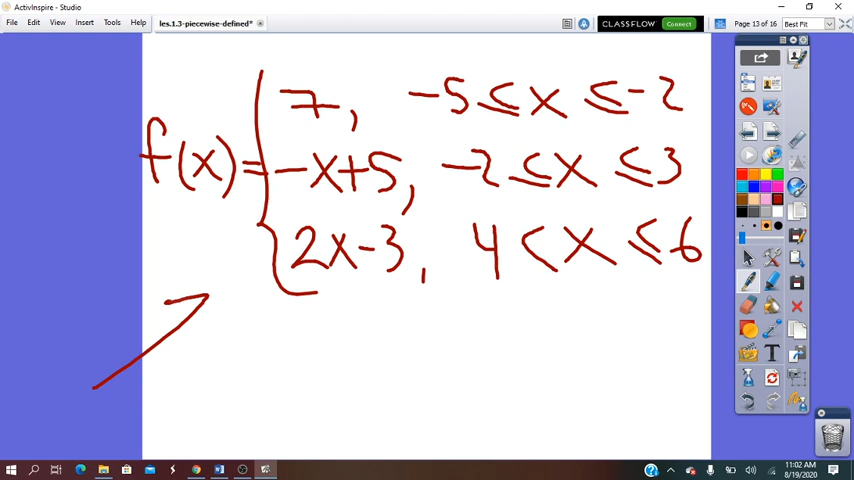 ActivInspire - Studio
File Edit View Insert Tools Help
les.1.3-piecewise-defined*
CLASSFLOW Connect
Page 13 of 16
Best Fit
f(x)=
7, -5≤x≤-2
-x+5, -2≤x≤3
2x-3, 4<x≤6
11:02 AM
8/19/2020